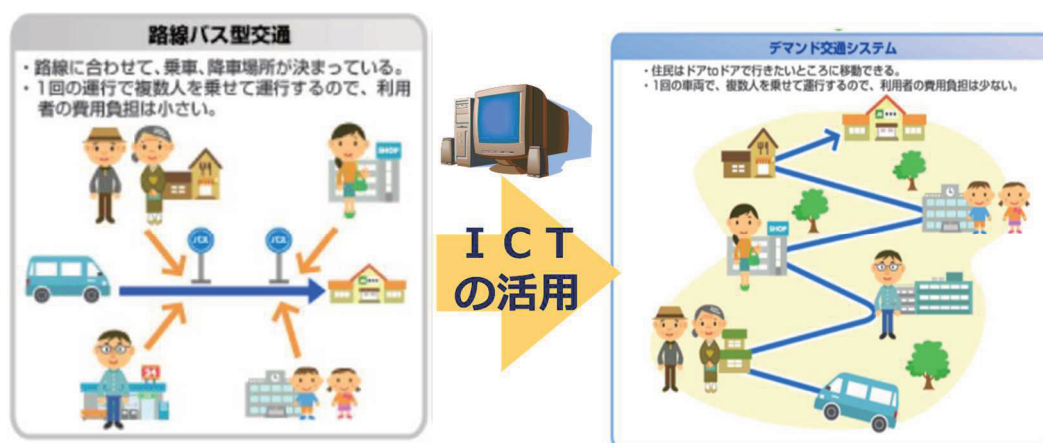 路線バス型交通
・路線に合わせて、乗車、降車場所が決まっている。
・1回の運行で複数人を乗せて運行するので、利用
者の費用負担は小さい。
SHOP
バス
バス
24
ICT
の活用
デマンド交通システム
・住民はドアtoドアで行きたいところに移動できる。
・1回の車両で、複数人を乗せて運行するので、利用者の費用負担は少ない。
SHOP